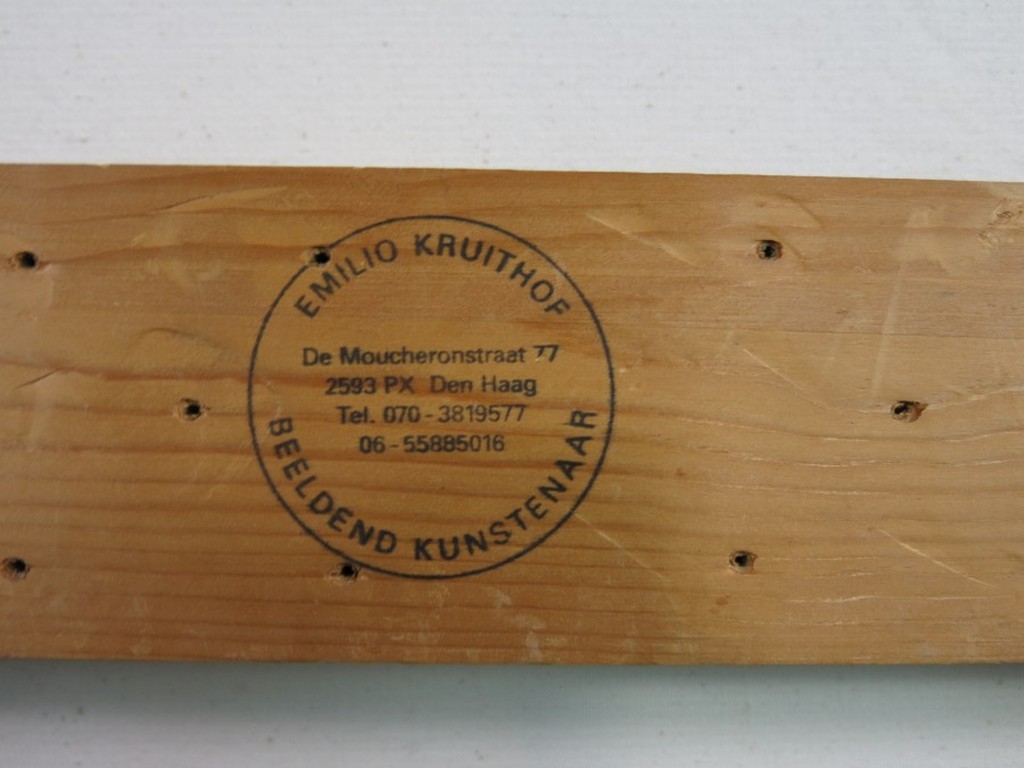 EMILIO KRUITHOF
De Moucheronstraat 77
2593 PX Den Haag
Tel. 070-3819577
06-55885016
BEELDEND KUNSTENAAR